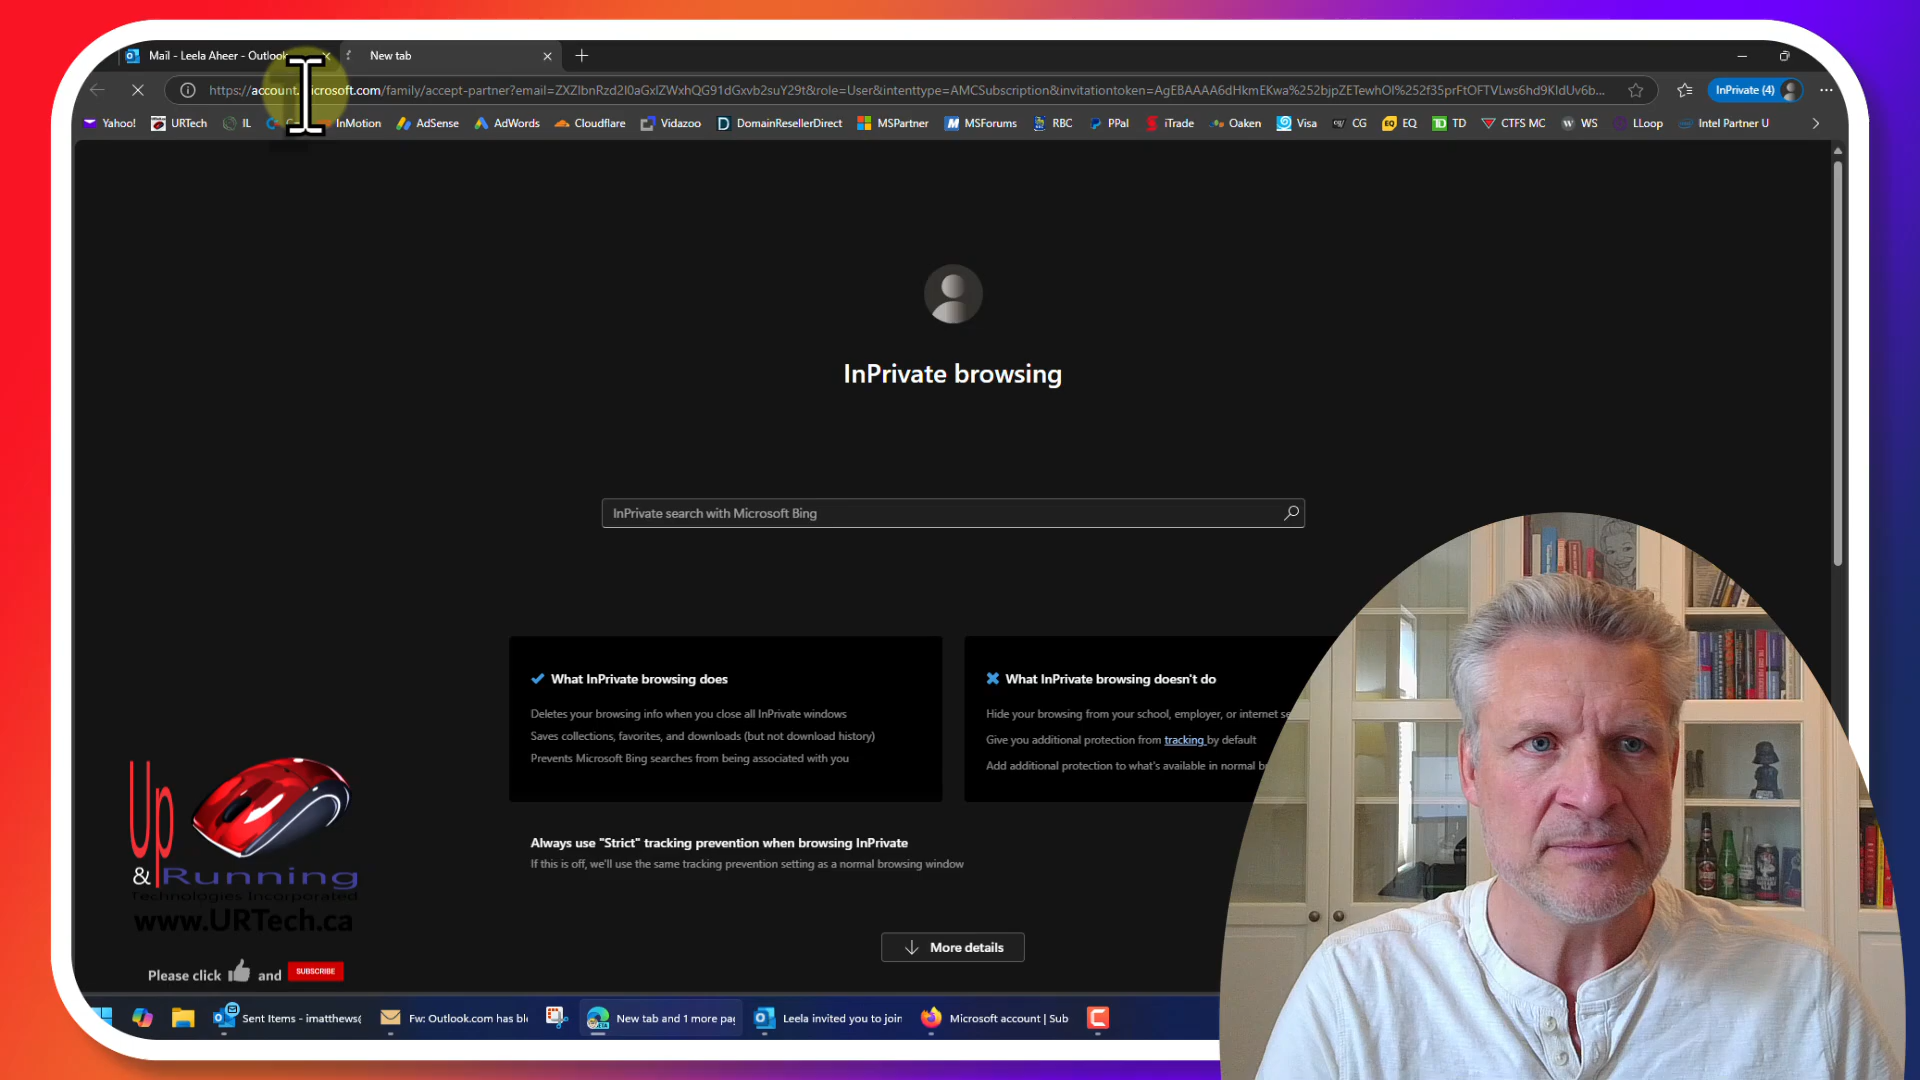 Mail - Leela Aheer - Outlook
New tab
https://account.microsoft.com/family/accept-partner?email=ZXZlbnRzd2l0aGxlZWxhQG91dGxvb2suY29t&role=User&intenttype=AMCSubscription&invitationtoken=AgEBAAAA6dHkmEKwa%252bjpZETewhOl%252f35prFtOFTVLws6hd9KIdUv6b...
InPrivate (4)
Yahoo! URTech IL InMotion AdSense AdWords Cloudflare Vidazoo DomainResellerDirect MSPartner MSForums RBC PPal iTrade Oaken Visa CG EQ TD CTFS MC WS LLoop Intel Partner U
InPrivate browsing
InPrivate search with Microsoft Bing
What InPrivate browsing does
Deletes your browsing info when you close all InPrivate windows
Saves collections, favorites, and downloads (but not download history)
Prevents Microsoft Bing searches from being associated with you
What InPrivate browsing doesn't do
Hide your browsing from your school, employer, or internet se
Give you additional protection from tracking by default
Add additional protection to what's available in normal b
Always use "Strict" tracking prevention when browsing InPrivate
If this is off, we'll use the same tracking prevention setting as a normal browsing window
More details
Up
& Running
Technologies Incorporated
www.URTech.ca
Please click and SUBSCRIBE
Sent Items - imatthews( Fw: Outlook.com has bl New tab and 1 more pag Leela invited you to join Microsoft account | Sub